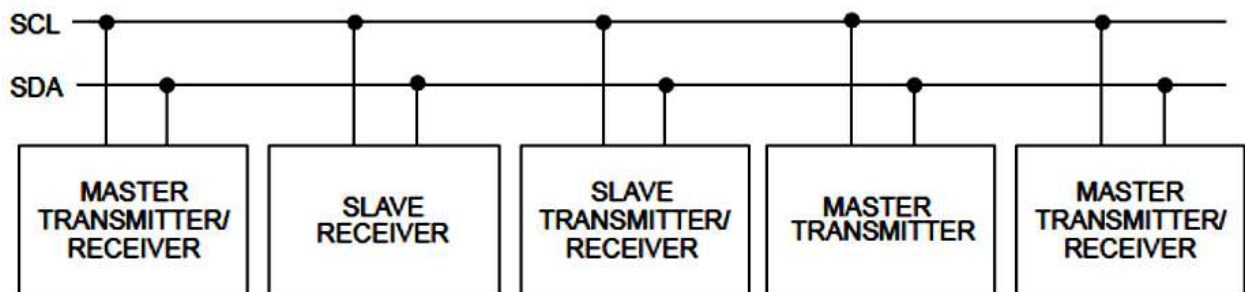 SCL
SDA
MASTER
TRANSMITTER/
RECEIVER
SLAVE
RECEIVER
SLAVE
TRANSMITTER/
RECEIVER
MASTER
TRANSMITTER
MASTER
TRANSMITTER/
RECEIVER